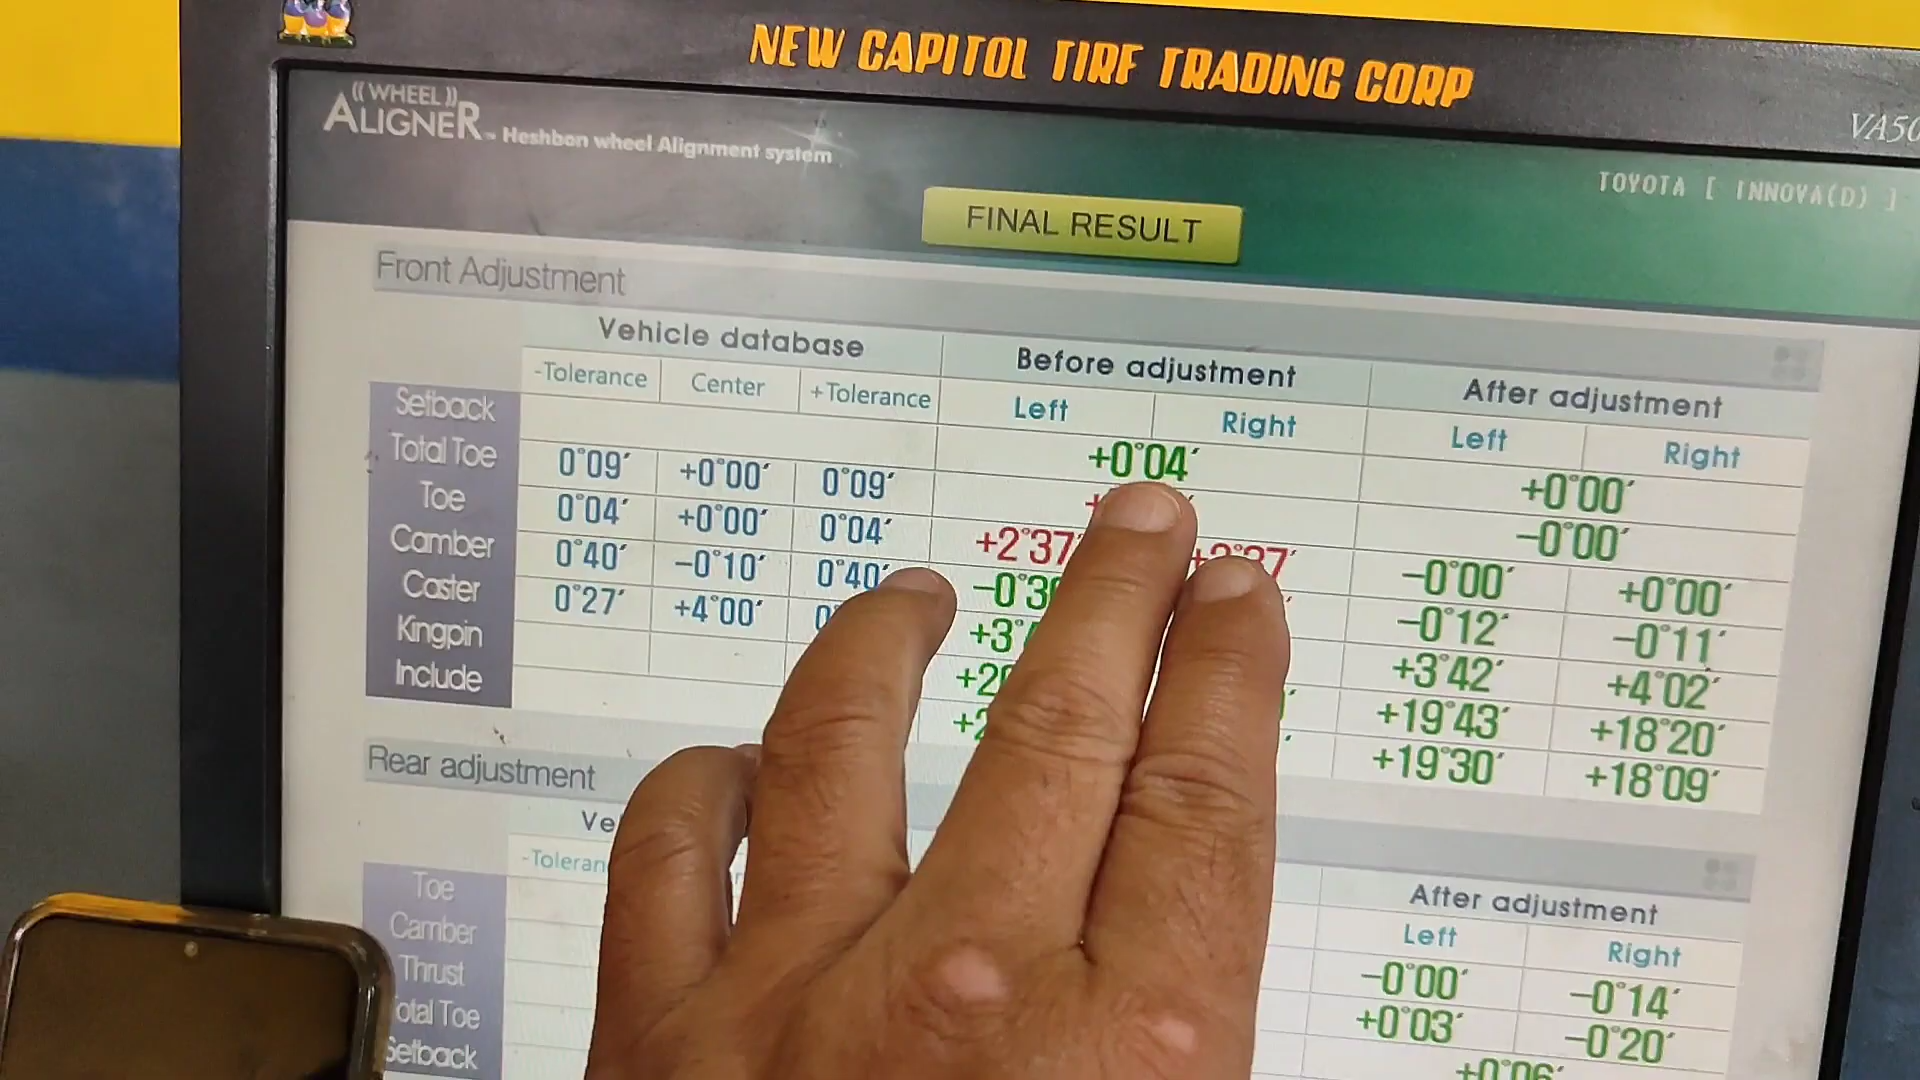 NEW CAPITOL TIRE TRADING CORP
((WHEEL))
ALIGNER™ Heshbon wheel Alignment system
VA50
TOYOTA [ INNOVA(D) ]
FINAL RESULT
Front Adjustment
Vehicle database Before adjustment After adjustment
-Tolerance Center +Tolerance Left Right Left Right
Setback +0°04′ +0°00′
Total Toe 0°09′ +0°00′ 0°09′ −0°00′
Toe 0°04′ +0°00′ 0°04′ +2°37′ −0°00′ +0°00′
Camber 0°40′ −0°10′ 0°40′ −0°12′ −0°11′
Caster 0°27′ +4°00′ +3°42′ +4°02′
Kingpin +19°43′ +18°20′
Include +19°30′ +18°09′
Rear adjustment
After adjustment
Left Right
Toe −0°00′ −0°14′
Camber +0°03′ −0°20′
Thrust +0°06′
Total Toe
Setback